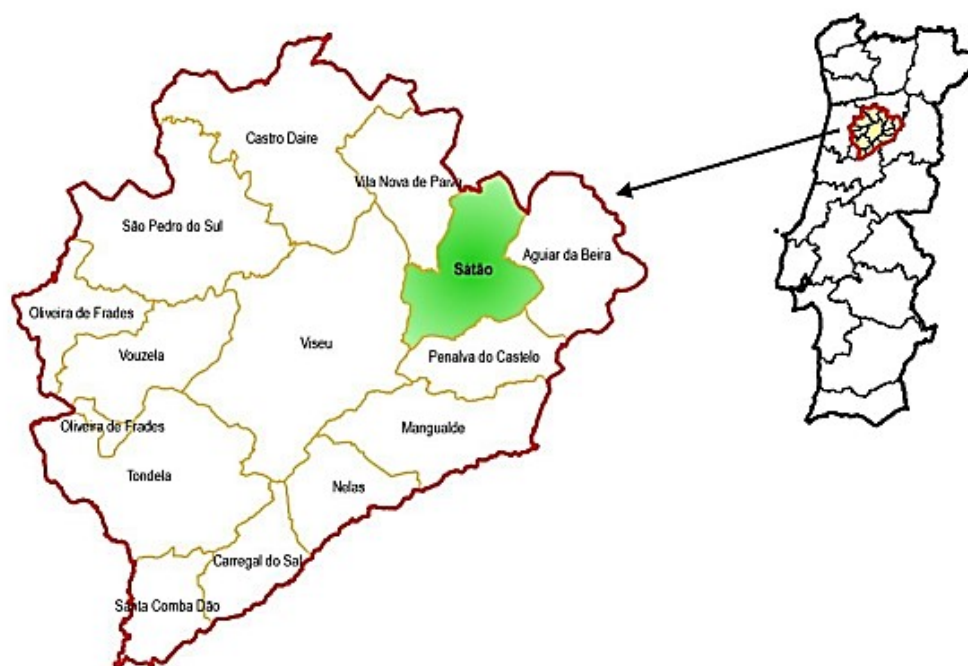 Castro Daire
Vila Nova de Paiva
São Pedro do Sul
Sátão
Aguiar da Beira
Oliveira de Frades
Vouzela
Viseu
Penalva do Castelo
Oliveira de Frades
Mangualde
Tondela
Nelas
Carregal do Sal
Santa Comba Dão